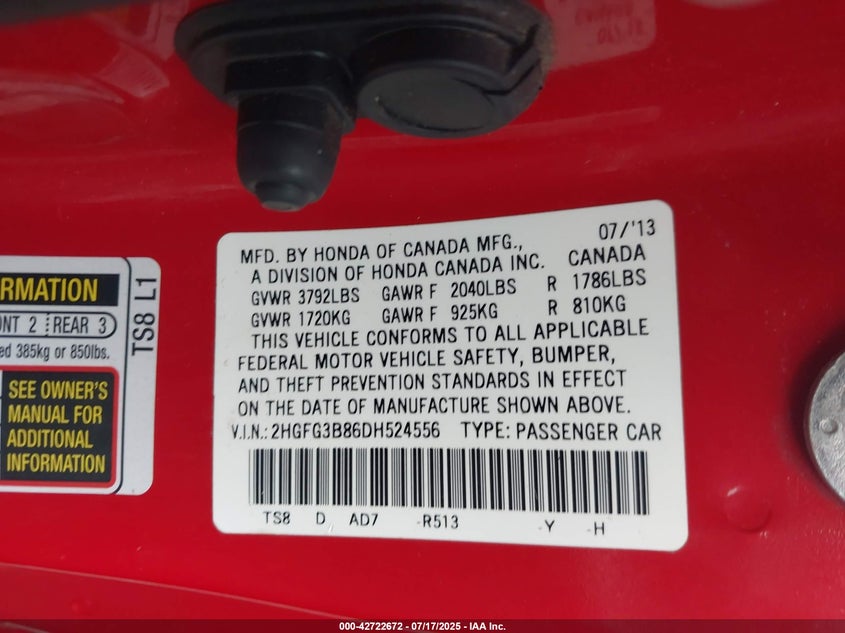 07/'13
MFD. BY HONDA OF CANADA MFG.,
A DIVISION OF HONDA CANADA INC. CANADA
GVWR 3792LBS GAWR F 2040LBS R 1786LBS
GVWR 1720KG GAWR F 925KG R 810KG
THIS VEHICLE CONFORMS TO ALL APPLICABLE
FEDERAL MOTOR VEHICLE SAFETY, BUMPER,
AND THEFT PREVENTION STANDARDS IN EFFECT
ON THE DATE OF MANUFACTURE SHOWN ABOVE.
V.I.N.: 2HGFG3B86DH524556 TYPE: PASSENGER CAR
TS8 D AD7 -R513 -Y -H
RMATION
NT 2 REAR 3
ed 385kg or 850lbs.
SEE OWNER'S
MANUAL FOR
ADDITIONAL
INFORMATION
TS8 L1
000-42722672 - 07/17/2025 - IAA Inc.